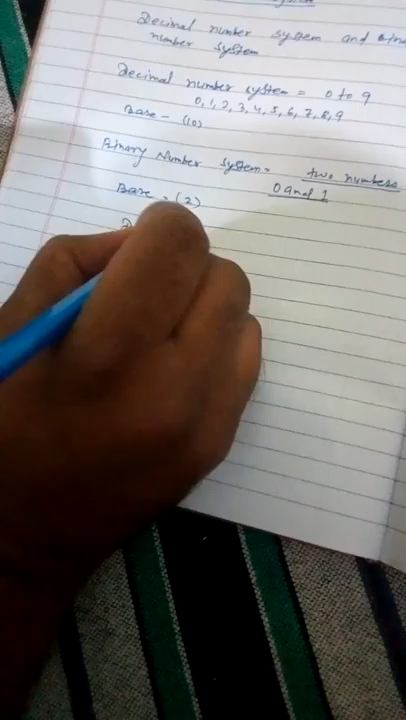 Decimal number system and
number system
Decimal number system = 0 to 9
0, 1, 2, 3, 4, 5, 6, 7, 8, 9
Base - (10)
Binary Number system = two numbers
0 and 1
Base = (2)